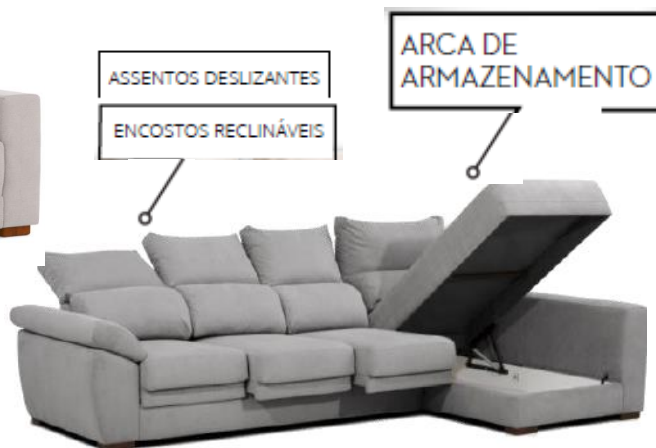 ASSENTOS DESLIZANTES
ENCOSTOS RECLINÁVEIS
ARCA DE
ARMAZENAMENTO